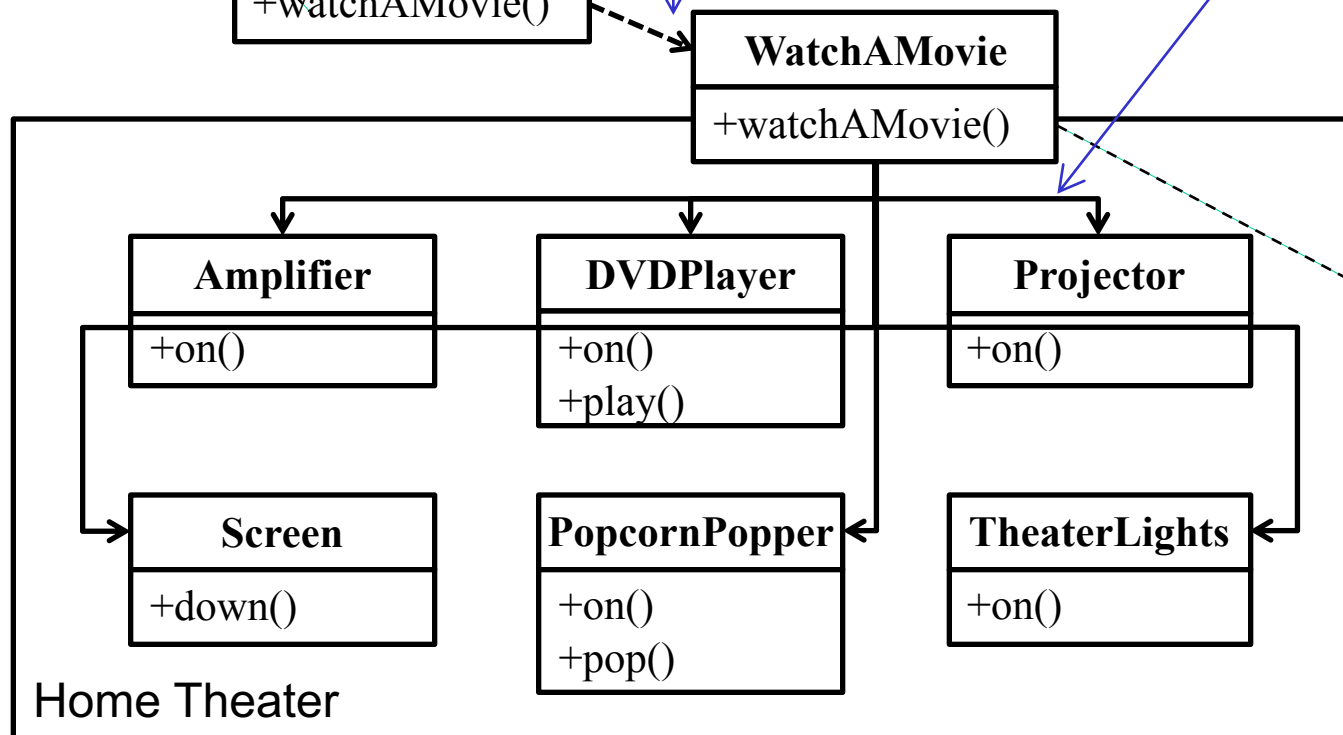 +watchAMovie()
WatchAMovie
+watchAMovie()
Amplifier
+on()
DVDPlayer
+on()
+play()
Projector
+on()
Screen
+down()
PopcornPopper
+on()
+pop()
TheaterLights
+on()
Home Theater